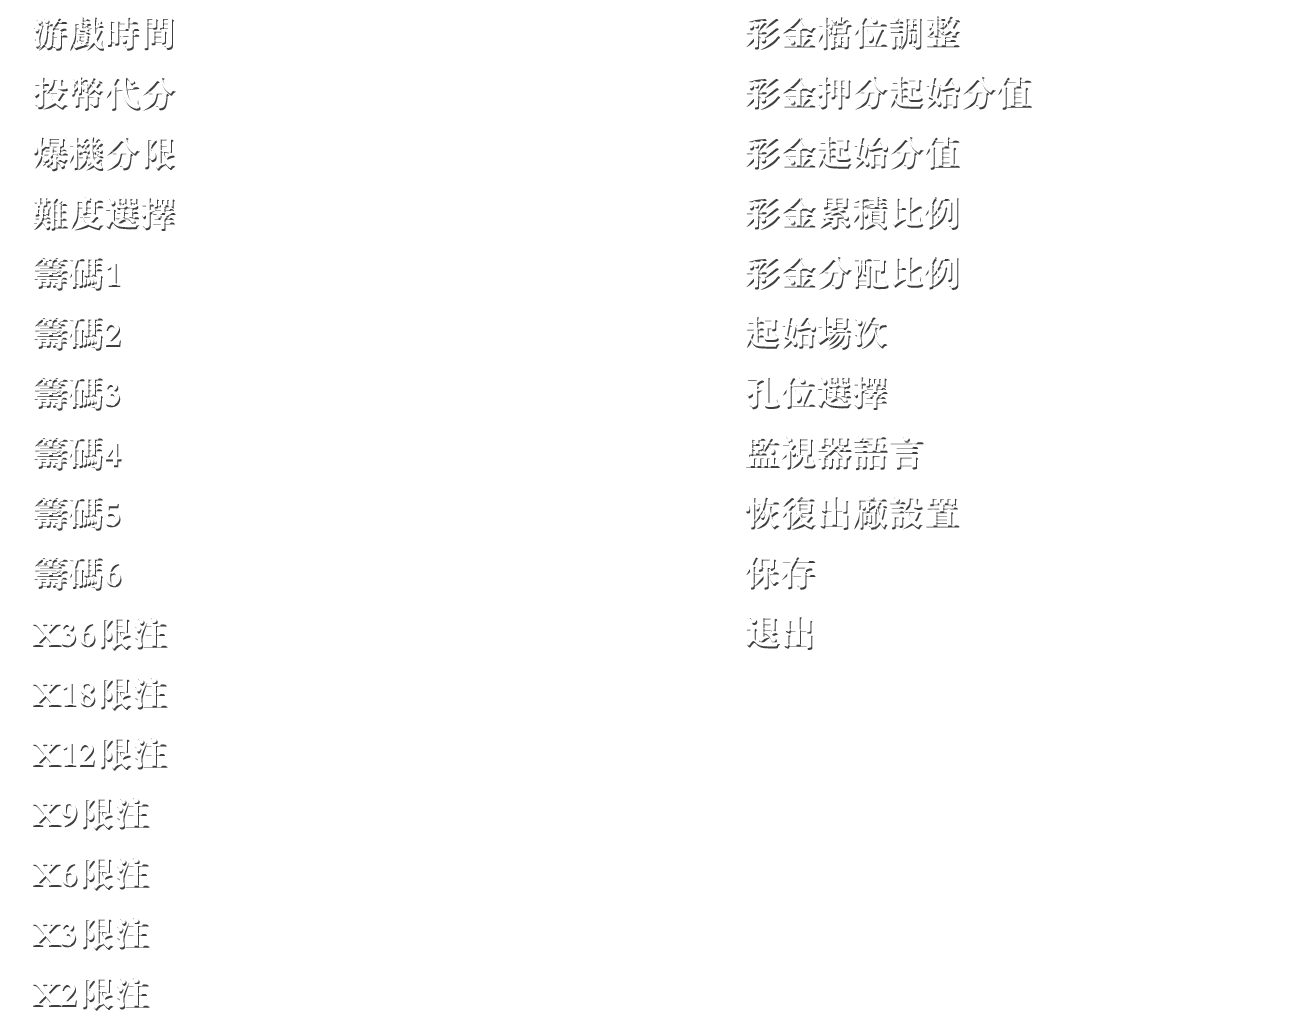 游戲時間
投幣代分
爆機分限
難度選擇
籌碼1
籌碼2
籌碼3
籌碼4
籌碼5
籌碼6
X36限注
X18限注
X12限注
X9限注
X6限注
X3限注
X2限注
彩金檔位調整
彩金押分起始分值
彩金起始分值
彩金累積比例
彩金分配比例
起始場次
孔位選擇
監視器語言
恢復出廠設置
保存
退出